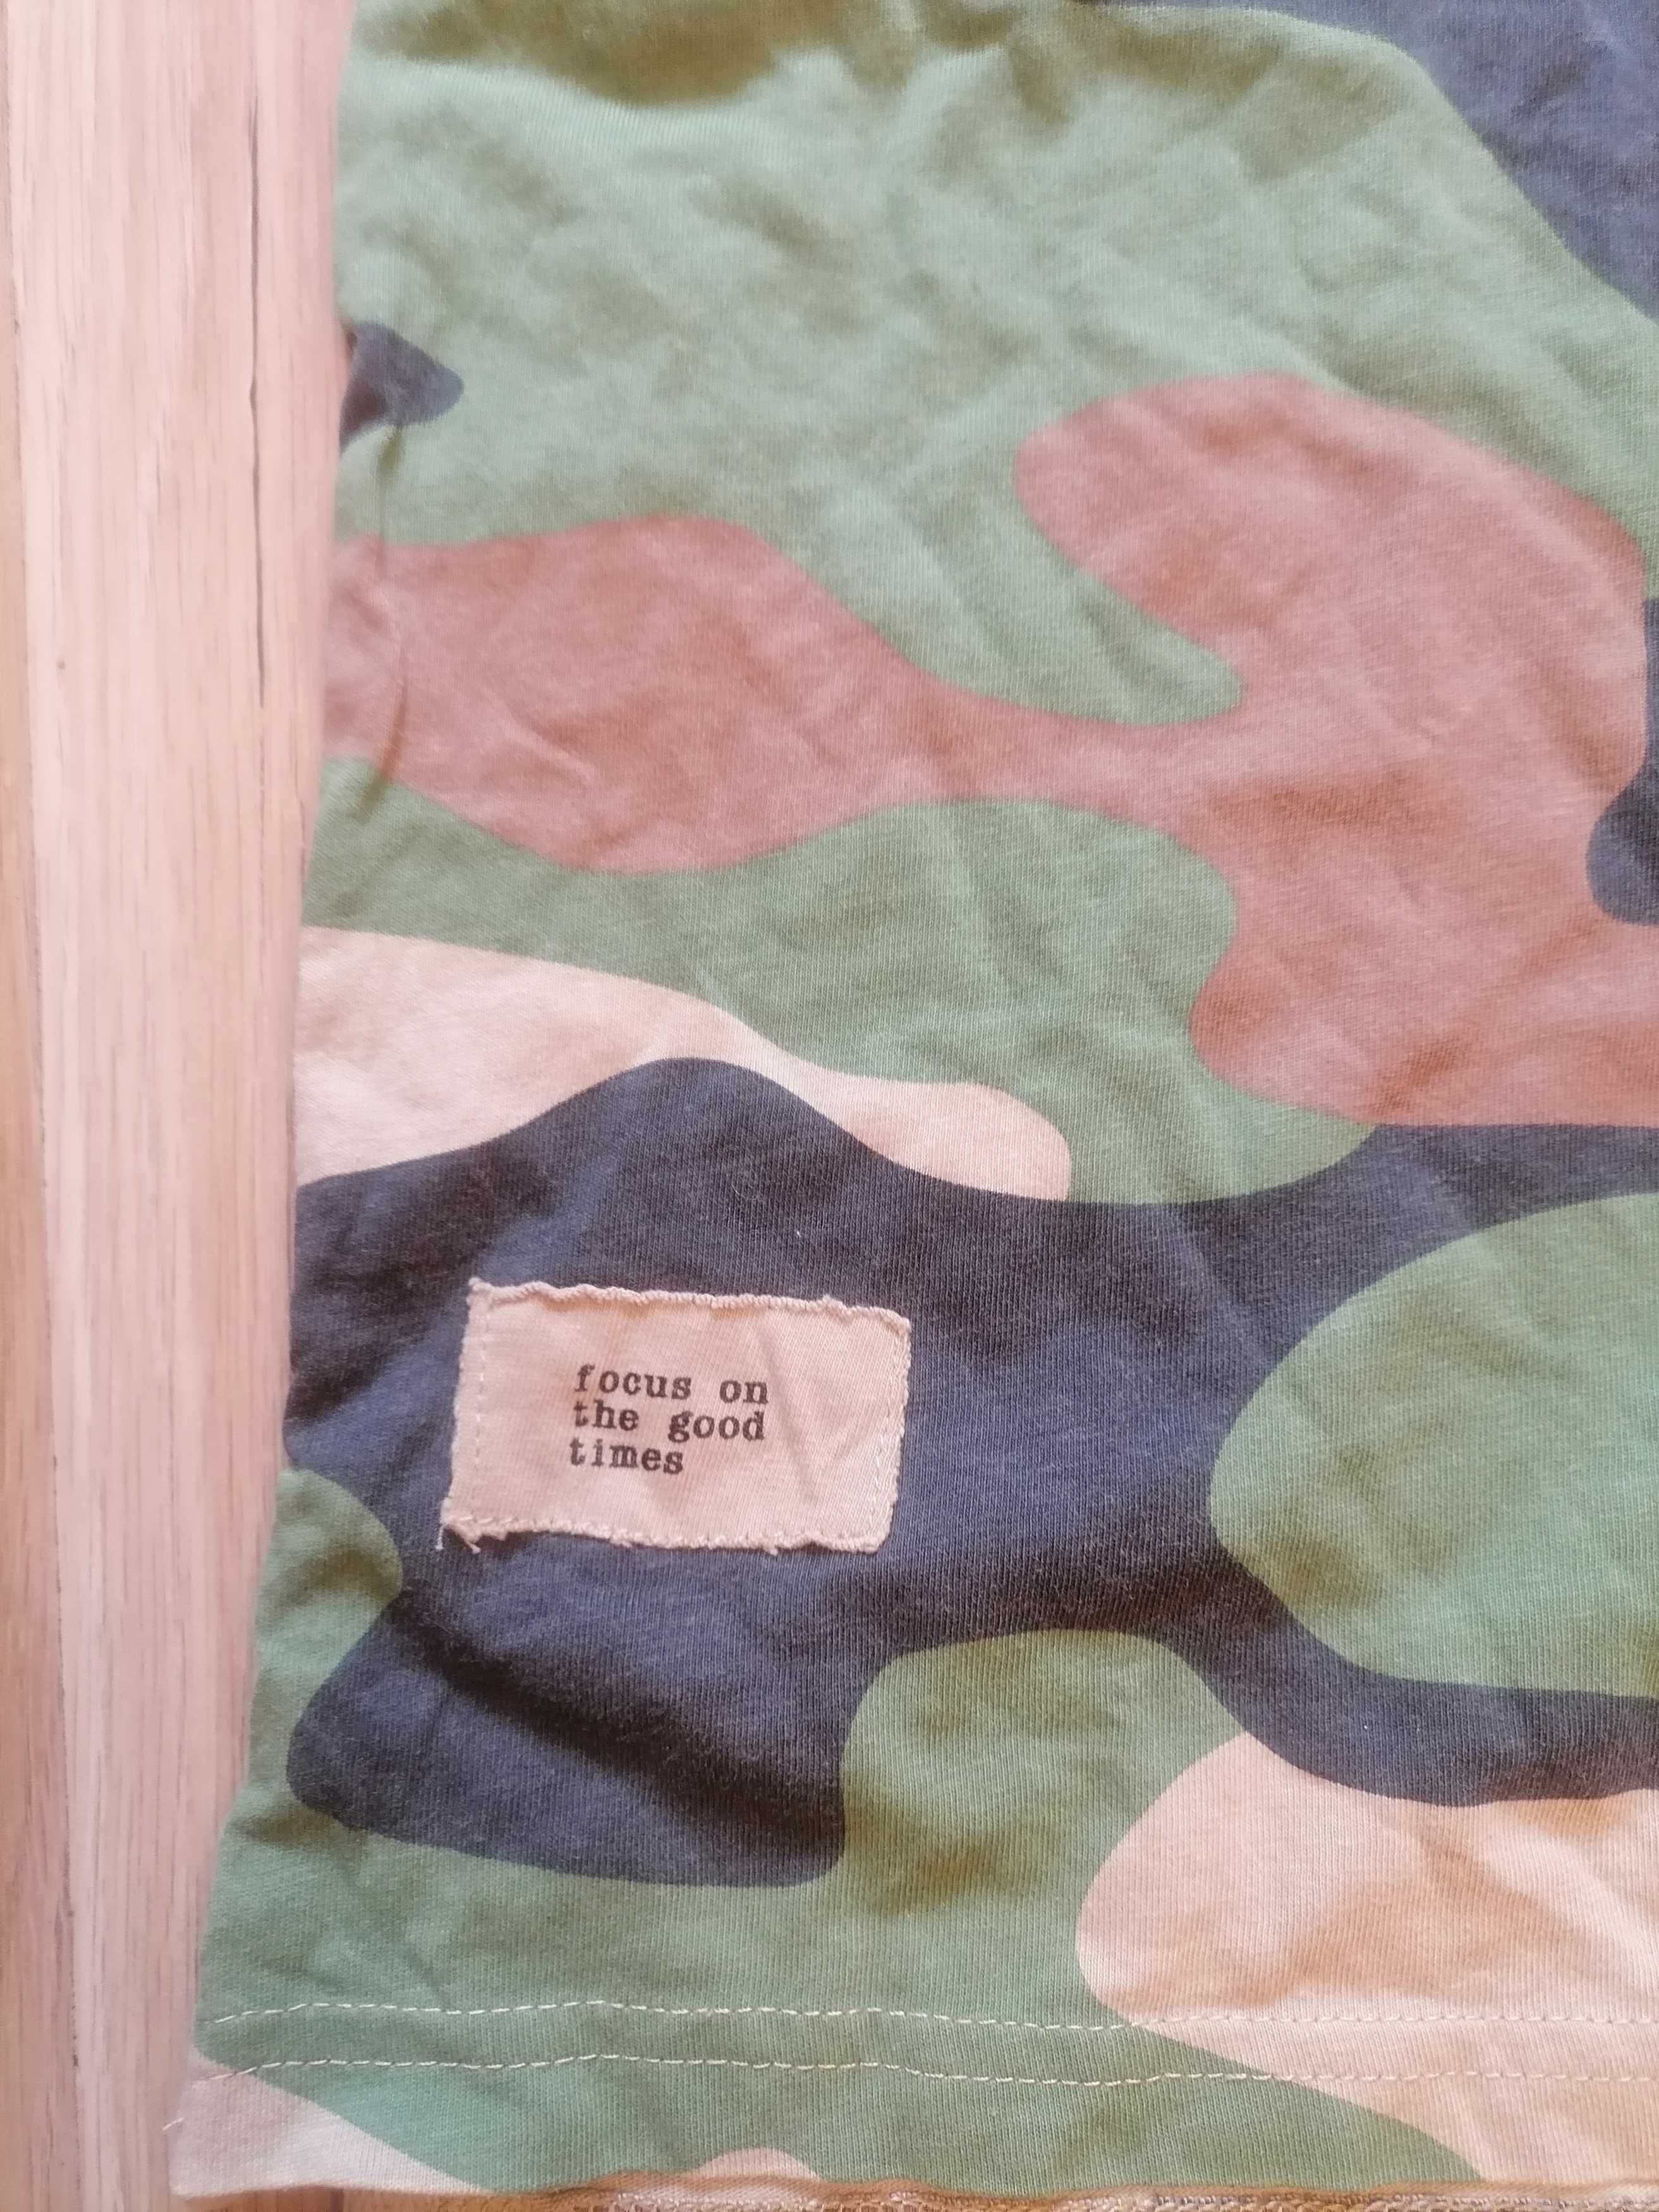 focus on
the good
times